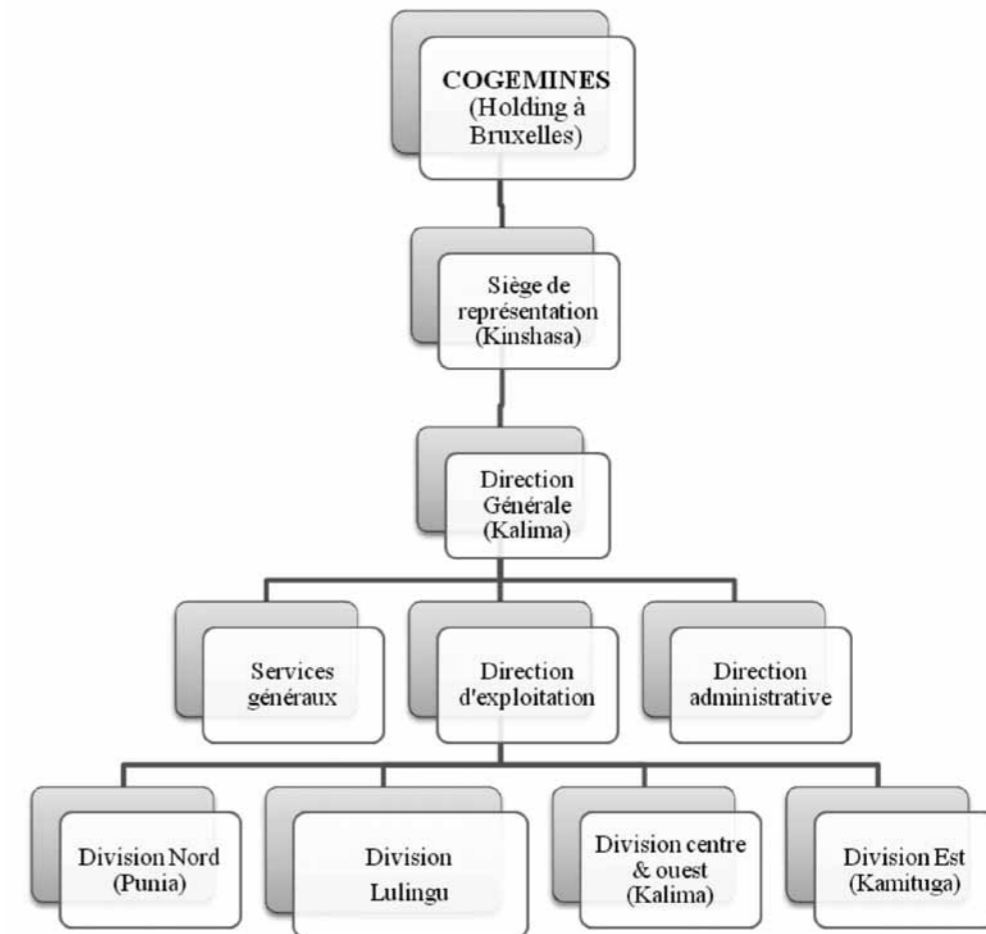 COGEMINES
(Holding à
Bruxelles)
Siège de
représentation
(Kinshasa)
Direction
Générale
(Kalima)
Services
généraux
Direction
d'exploitation
Direction
administrative
Division Nord
(Punia)
Division
Lulingu
Division centre
& ouest
(Kalima)
Division Est
(Kamituga)